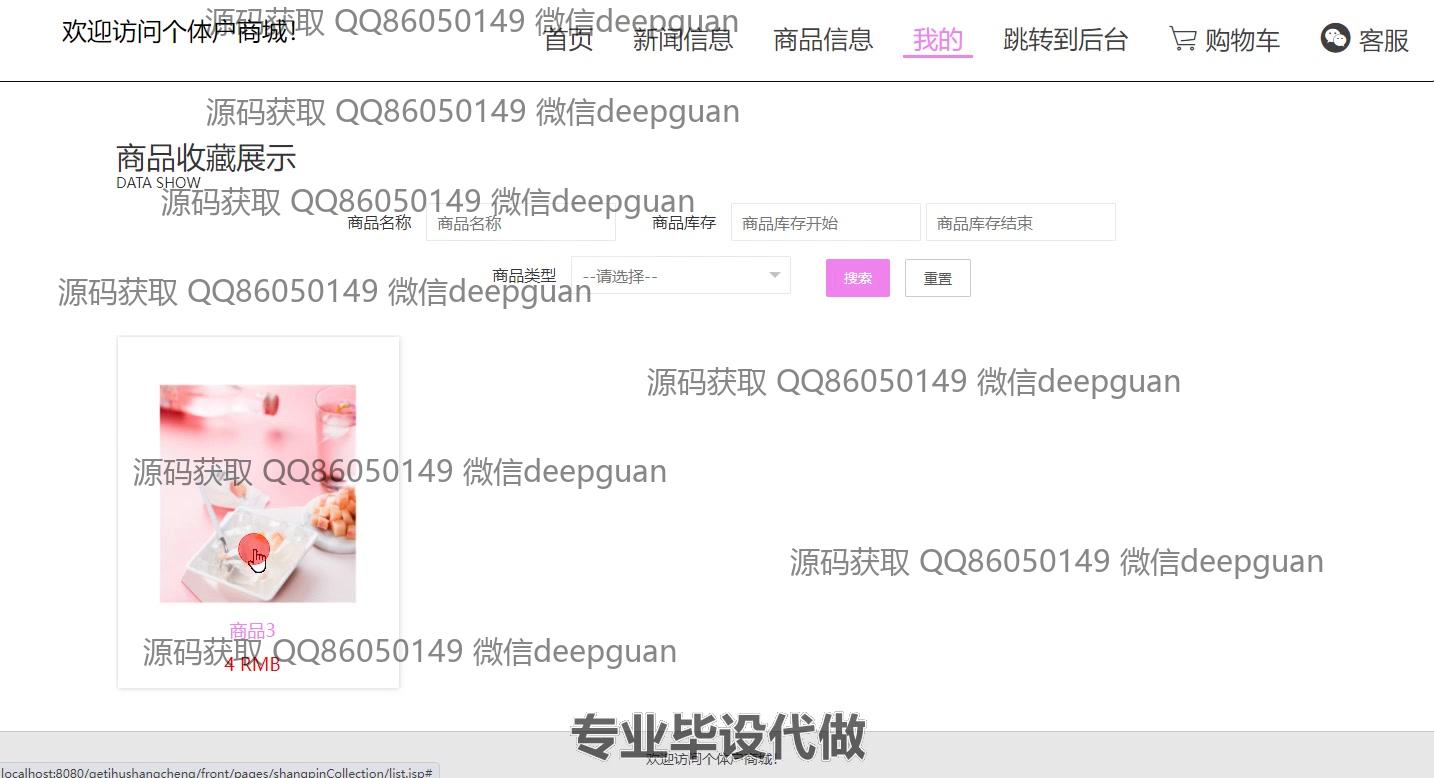 欢迎访问个体户商城!
源码获取 QQ86050149 微信deepguan
首页 新闻信息 商品信息 我的 跳转到后台 购物车 客服
源码获取 QQ86050149 微信deepguan
商品收藏展示
DATA SHOW
源码获取 QQ86050149 微信deepguan
商品名称 商品名称 商品库存 商品库存开始 商品库存结束
商品类型 --请选择-- 搜索 重置
源码获取 QQ86050149 微信deepguan
源码获取 QQ86050149 微信deepguan
源码获取 QQ86050149 微信deepguan
源码获取 QQ86050149 微信deepguan
商品3
源码获取 QQ86050149 微信deepguan
4 RMB
专业毕设代做
欢迎访问个体户商城!
localhost:8080/getihushangcheng/front/pages/shangpinCollection/list.jsp#